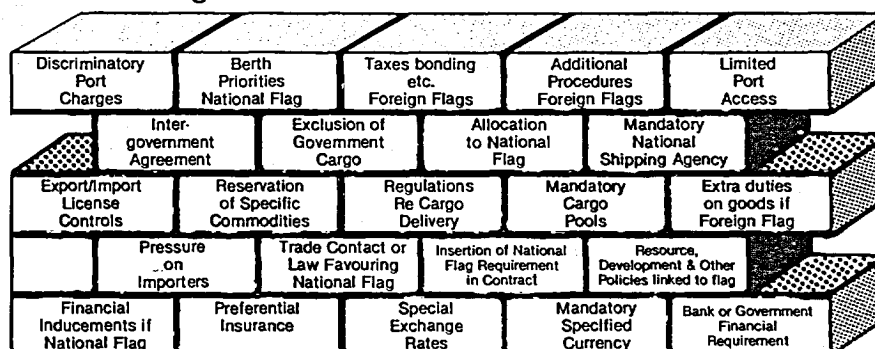 Discriminatory
Port
Charges
Berth
Priorities
National Flag
Taxes bonding
etc.
Foreign Flags
Additional
Procedures
Foreign Flags
Limited
Port
Access
Inter-
government
Agreement
Exclusion of
Government
Cargo
Allocation
to National
Flag
Mandatory
National
Shipping Agency
Export/Import
License
Controls
Reservation
of Specific
Commodities
Regulations
Re Cargo
Delivery
Mandatory
Cargo
Pools
Extra duties
on goods if
Foreign Flag
Pressure
on
Importers
Trade Contact or
Law Favouring
National Flag
Insertion of National
Flag Requirement
in Contract
Resource,
Development & Other
Policies linked to flag
Financial
Inducements if
National Flag
Preferential
Insurance
Special
Exchange
Rates
Mandatory
Specified
Currency
Bank or Government
Financial
Requirement